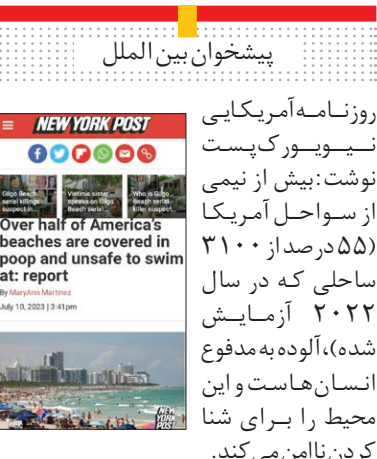 پیشخوان بین الملل
روزنامه آمریکایی
نیویورک‌پست
نوشت: بیش از نیمی
از سواحل آمریکا
(۵۵ درصد از ۳۱۰۰
ساحلی که در سال
۲۰۲۲ آزمایش
شده)، آلوده به مدفوع
انسان‌هاست و این
محیط را برای شنا
کردن ناامن می‌کند.
NEW YORK POST
Gilgo Beach
serial killings
suspect in
Victims sister
speaks on Gilgo
Beach serial
Who is Gilgo
Beach serial
killer suspect
Over half of America's
beaches are covered in
poop and unsafe to swim
at: report
By MaryAnn Martinez
July 10, 2023 | 3:41pm
NEW YORK
POST